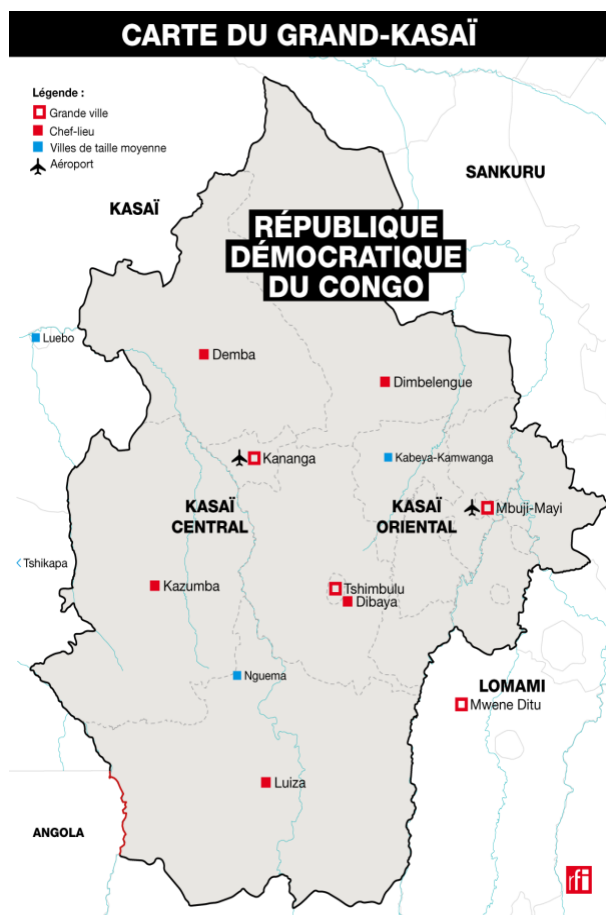 CARTE DU GRAND-KASAÏ
Légende :
Grande ville
Chef-lieu
Villes de taille moyenne
Aéroport
SANKURU
KASAÏ
RÉPUBLIQUE
DÉMOCRATIQUE
DU CONGO
Luebo
Demba
Dimbelengue
Kananga
Kabeya-Kamwanga
KASAÏ
CENTRAL
KASAÏ
ORIENTAL
Mbuji-Mayi
Tshikapa
Kazumba
Tshimbulu
Dibaya
Nguema
LOMAMI
Mwene Ditu
Luiza
ANGOLA
rfi